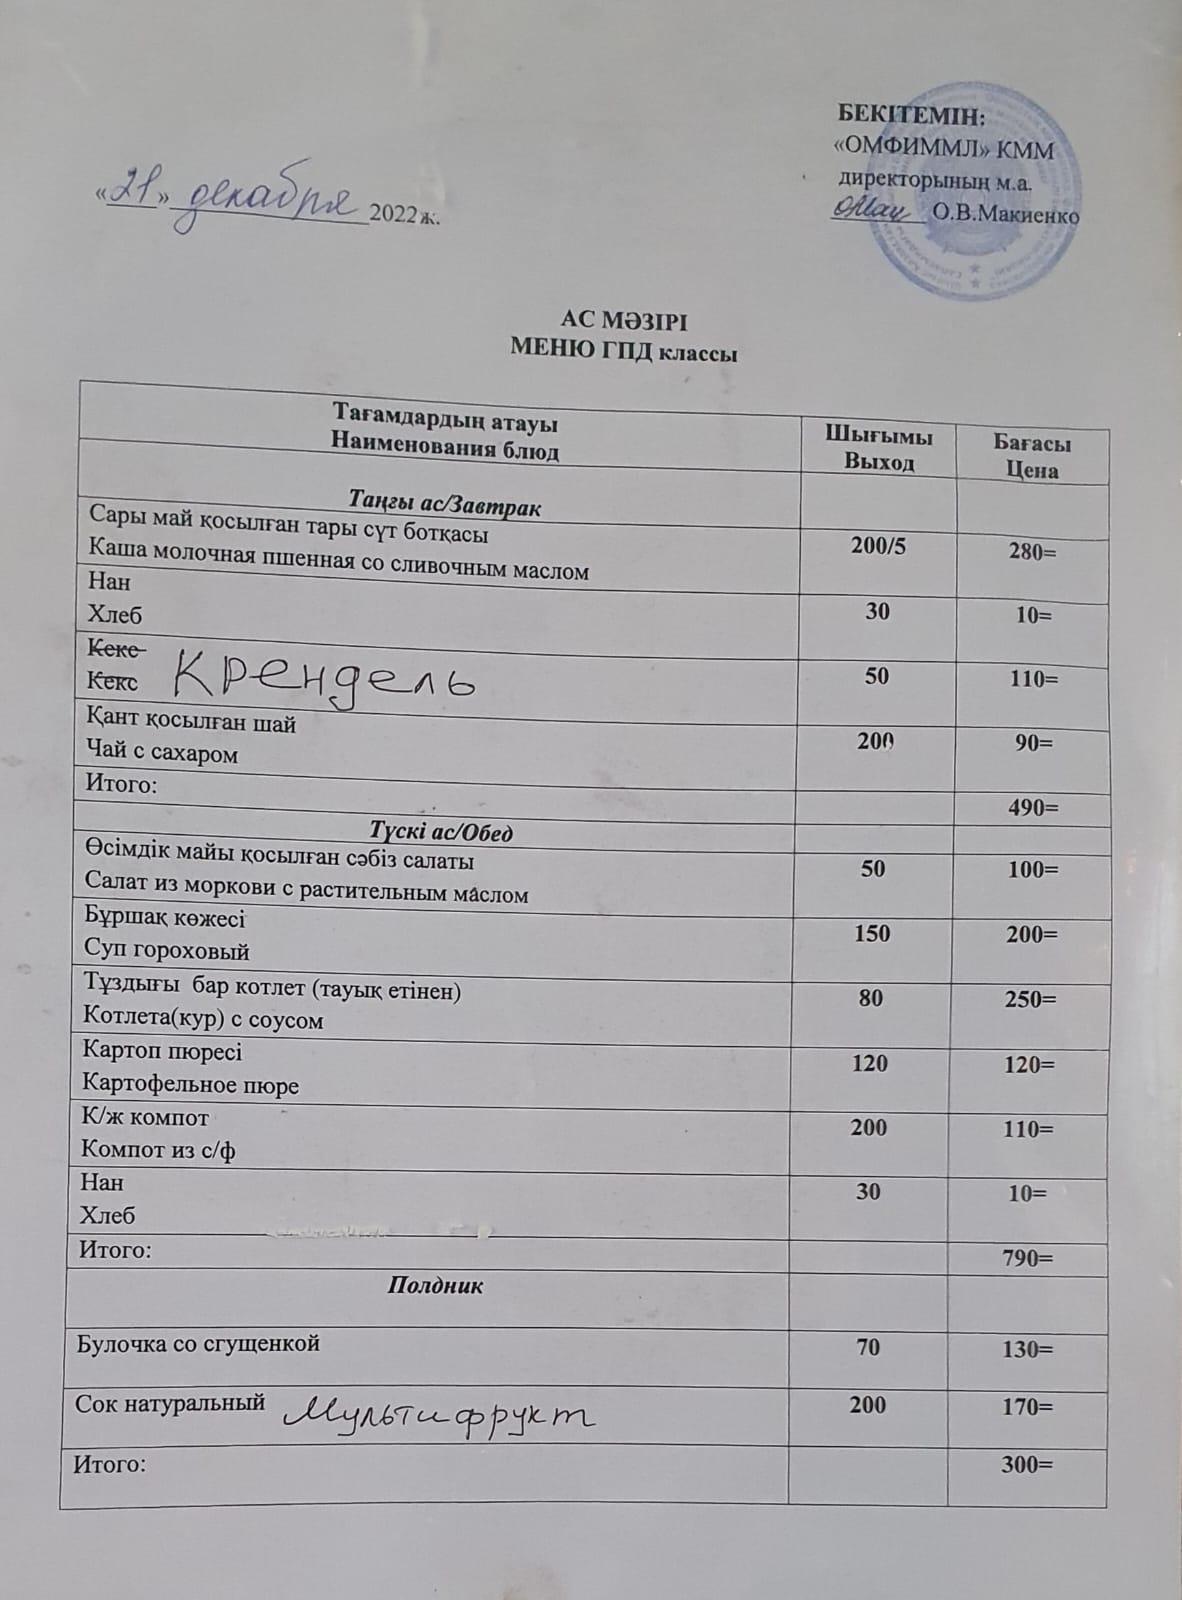 БЕКІТЕМІН:
«ОМФИММЛ» КММ
директорының м.а.
О.В.Макиенко
«21» декабря 2022ж.
АС МӘЗІРІ
МЕНЮ ГПД классы
Тағамдардың атауы
Наименования блюд
Шығымы
Выход
Бағасы
Цена
Таңғы ас/Завтрак
Сары май қосылған тары сүт ботқасы
Каша молочная пшенная со сливочным маслом
200/5
280=
Нан
Хлеб
30
10=
Кекс
Кекс
Крендель
50
110=
Қант қосылған шай
Чай с сахаром
200
90=
Итого:
490=
Түскі ас/Обед
Өсімдік майы қосылған сәбіз салаты
Салат из моркови с растительным маслом
50
100=
Бұршақ көжесі
Суп гороховый
150
200=
Тұздығы бар котлет (тауық етінен)
Котлета(кур) с соусом
80
250=
Картоп пюресі
Картофельное пюре
120
120=
К/ж компот
Компот из с/ф
200
110=
Нан
Хлеб
30
10=
Итого:
790=
Полдник
Булочка со сгущенкой
70
130=
Сок натуральный Мультифрукт
200
170=
Итого:
300=